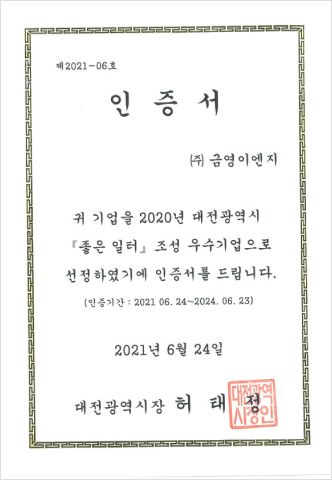 제2021-06호
인 증 서
㈜ 금영이엔지
귀 기업을 2020년 대전광역시
『좋은 일터』 조성 우수기업으로
선정하였기에 인증서를 드립니다.
(인증기간 : 2021 06. 24~2024. 06. 23)
2021년 6월 24일
대전광역시장 허 태 정
대전광역
시장인